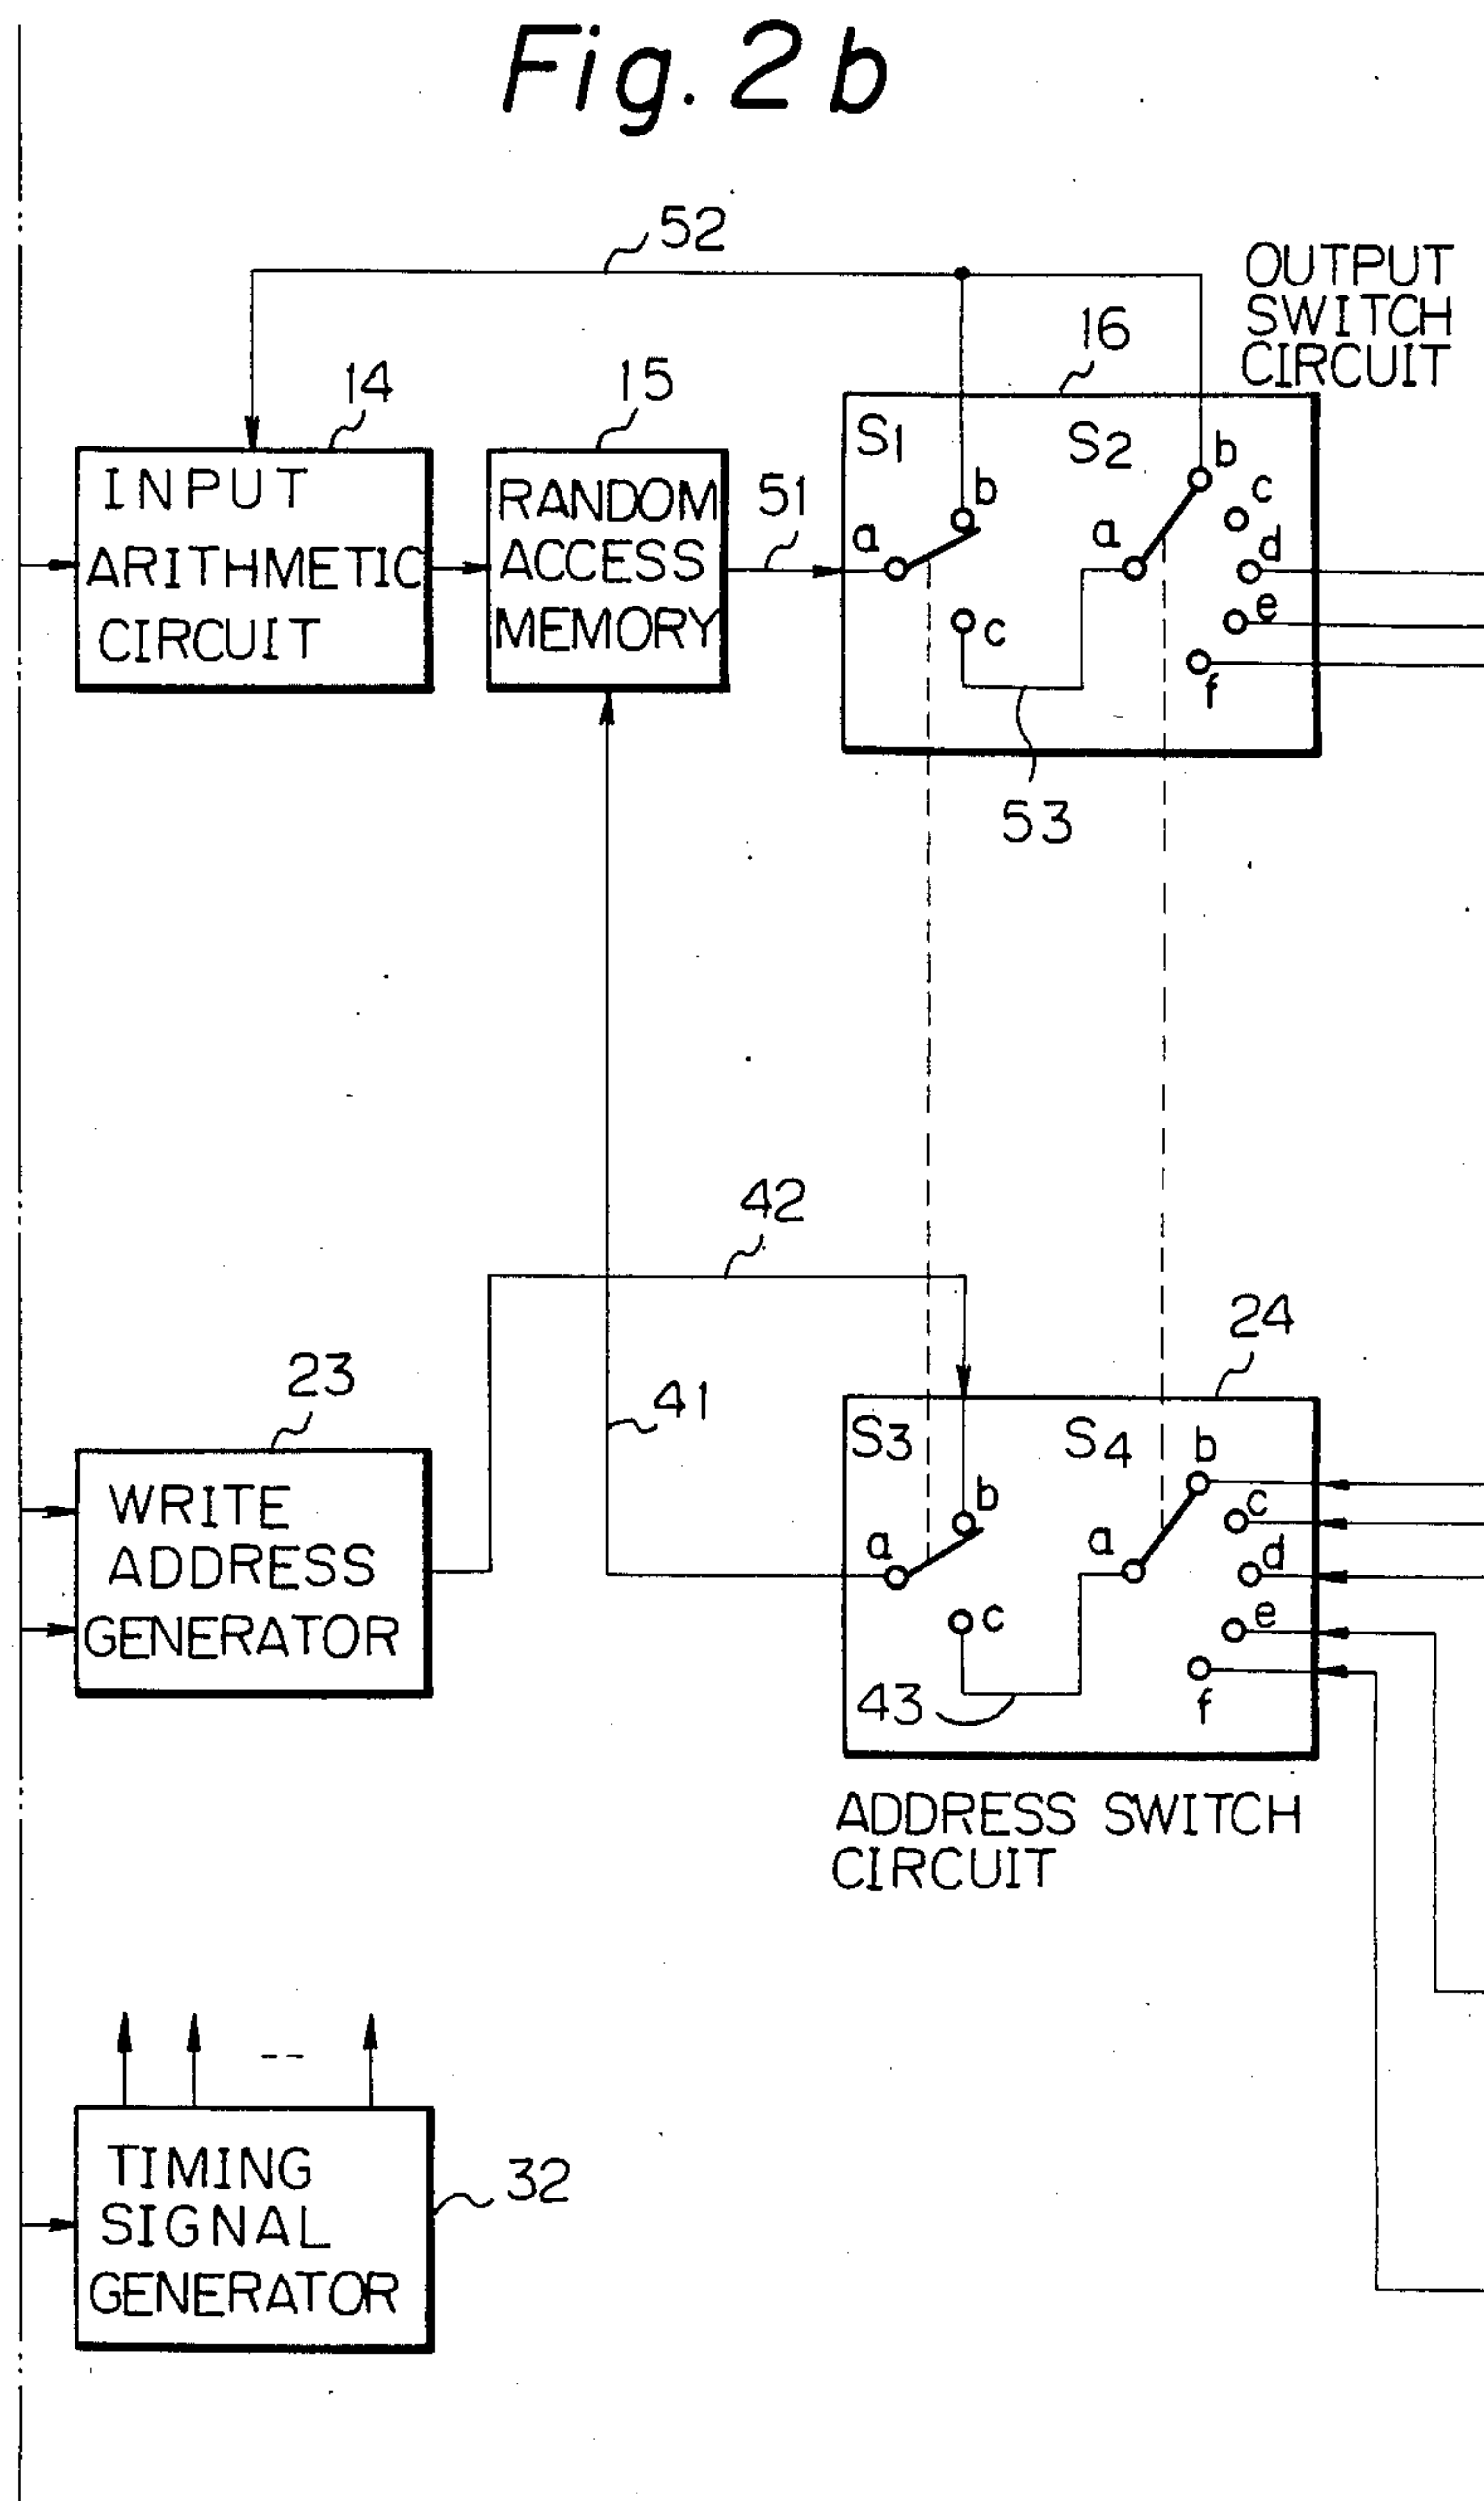 Fig. 2b
52
OUTPUT
SWITCH
CIRCUIT
16
14
15
INPUT
ARITHMETIC
CIRCUIT
RANDOM
ACCESS
MEMORY
51
S1
a
b
c
S2
a
b
c
d
e
f
53
42
24
23
41
WRITE
ADDRESS
GENERATOR
S3
a
b
c
S4
a
b
c
d
e
f
43
ADDRESS SWITCH
CIRCUIT
TIMING
SIGNAL
GENERATOR
32